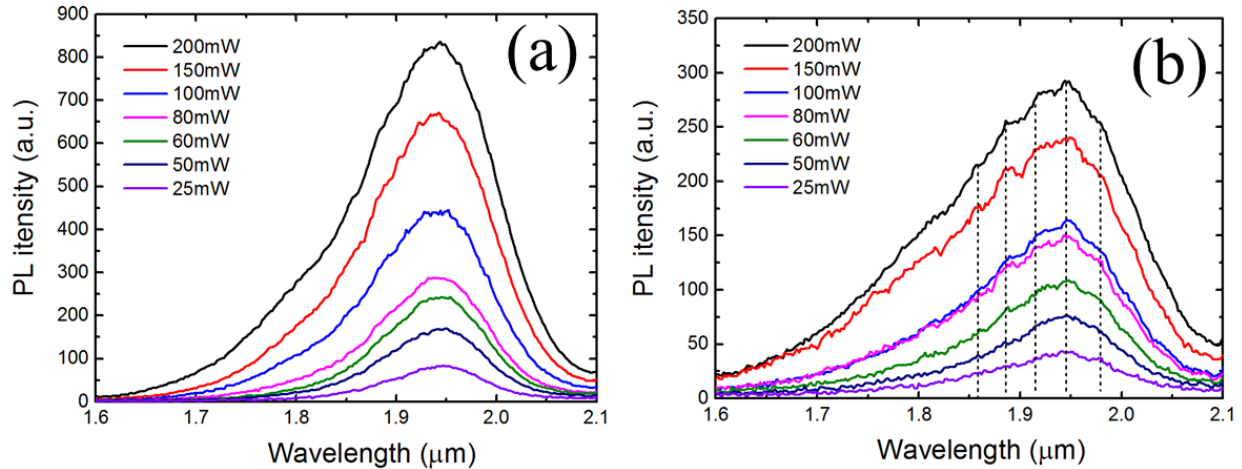 (a)
PL itensity (a.u.)
900
800
700
600
500
400
300
200
100
0
200mW
150mW
100mW
80mW
60mW
50mW
25mW
1.6 1.7 1.8 1.9 2.0 2.1
Wavelength (μm)
(b)
PL itensity (a.u.)
350
300
250
200
150
100
50
0
200mW
150mW
100mW
80mW
60mW
50mW
25mW
1.6 1.7 1.8 1.9 2.0 2.1
Wavelength (μm)